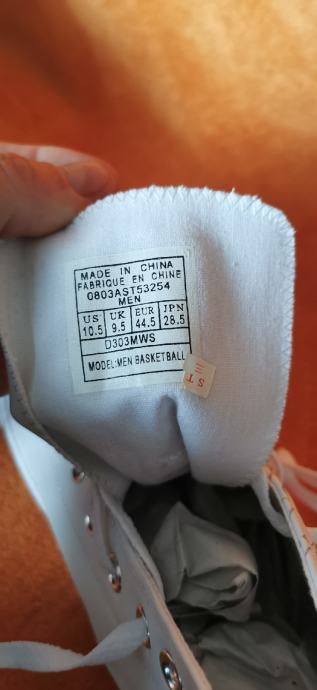 MADE IN CHINA
FABRIQUE EN CHINE
0803AST53254
MEN
US UK EUR JPN
10.5 9.5 44.5 28.5
D303MWS
MODEL:MEN BASKETBALL
ST